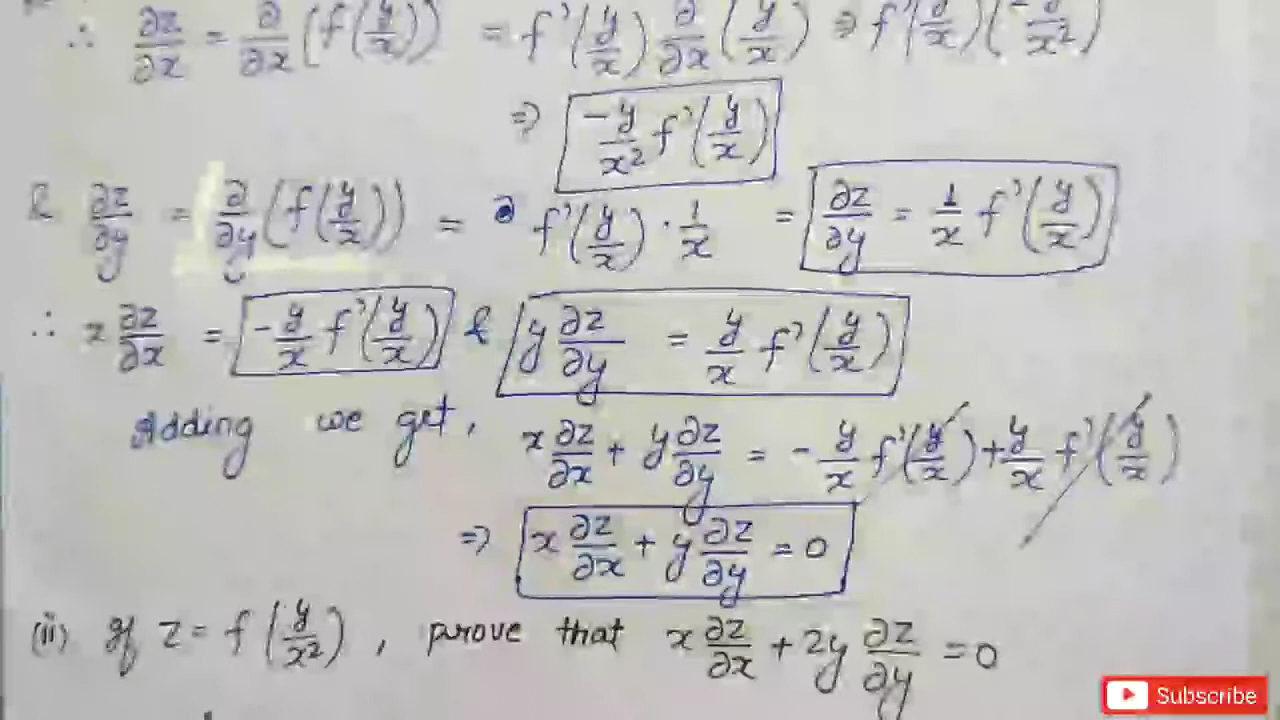 ∴ ∂z/∂x = ∂/∂x (f(y/x)) = f'(y/x) ∂/∂x (y/x) ⇒ f'(y/x)(-y/x²)
⇒ -y/x² f'(y/x)
& ∂z/∂y = ∂/∂y (f(y/x)) = f'(y/x) · 1/x = ∂z/∂y = 1/x f'(y/x)
∴ x ∂z/∂x = -y/x f'(y/x) & y ∂z/∂y = y/x f'(y/x)
Adding we get, x ∂z/∂x + y ∂z/∂y = - y/x f'(y/x) + y/x f'(y/x)
⇒ x ∂z/∂x + y ∂z/∂y = 0
(ii) If z = f(y/x²), prove that x ∂z/∂x + 2y ∂z/∂y = 0
Subscribe